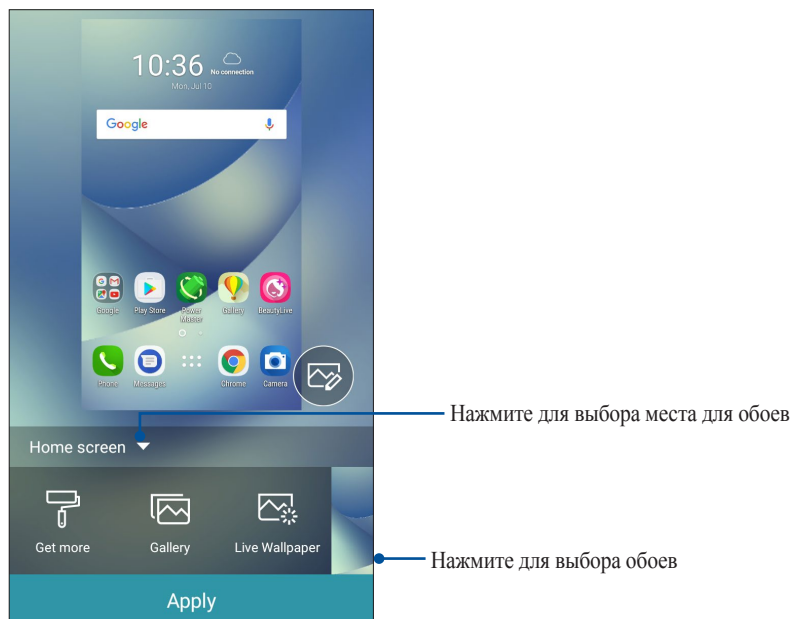 10:36
No connection
Mon, Jul 10
Google
Google
Play Store
Power
Master
Gallery
BeautyLive
Phone
Messages
Chrome
Camera
Нажмите для выбора места для обоев
Home screen
Get more
Gallery
Live Wallpaper
Нажмите для выбора обоев
Apply